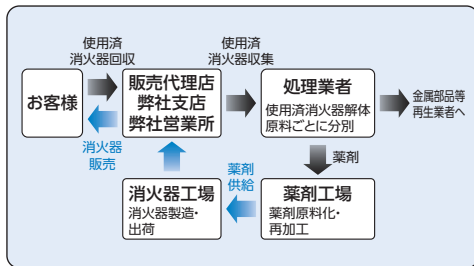 使用済
消火器回収
使用済
消火器収集
お客様
販売代理店
弊社支店
弊社営業所
処理業者
使用済消火器解体
原料ごとに分別
金属部品等
再生業者へ
消火器
販売
薬剤
薬剤
供給
消火器工場
消火器製造・
出荷
薬剤工場
薬剤原料化・
再加工